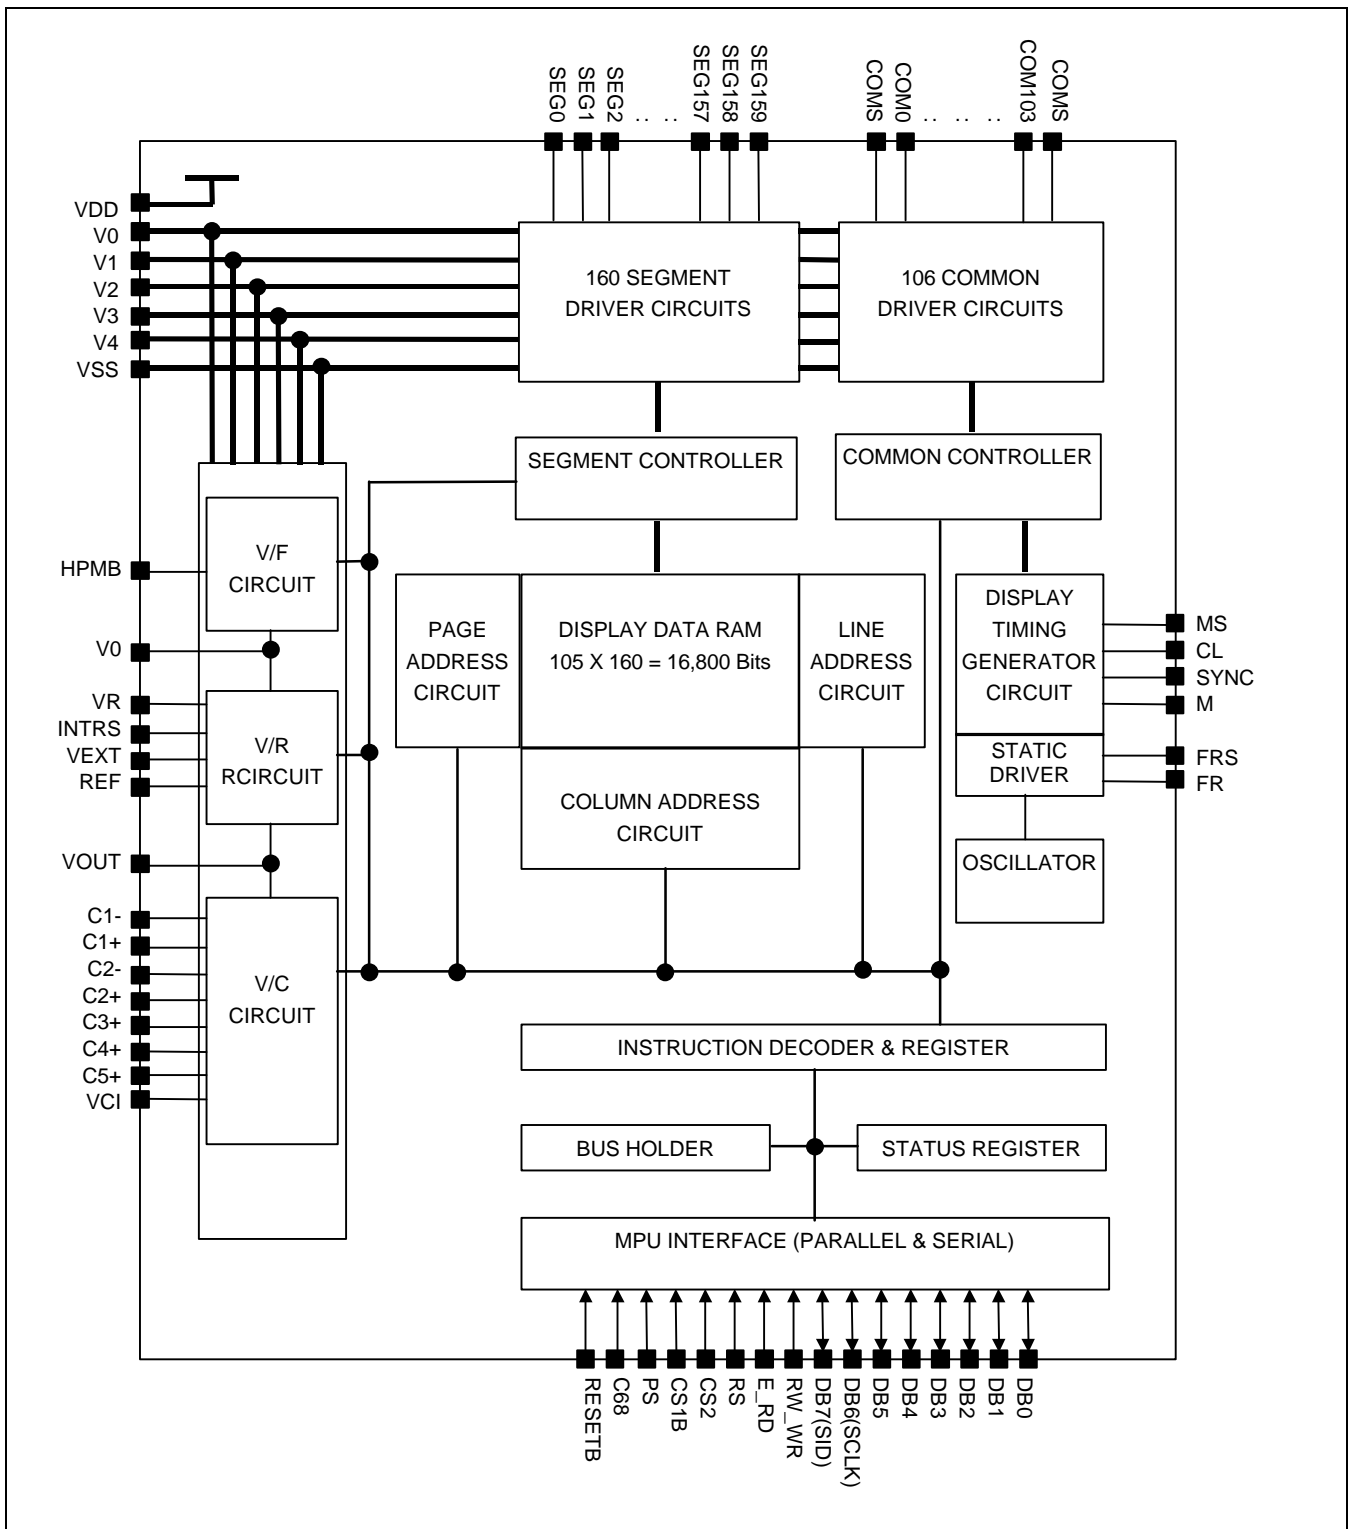 SEG0
SEG1
SEG2
. .
. .
SEG157
SEG158
SEG159
COMS
COM0
. .
. .
. .
COM103
COMS
VDD
V0
V1
V2
V3
V4
VSS
160 SEGMENT
DRIVER CIRCUITS
106 COMMON
DRIVER CIRCUITS
SEGMENT CONTROLLER
COMMON CONTROLLER
HPMB
V0
VR
INTRS
VEXT
REF
VOUT
C1-
C1+
C2-
C2+
C3+
C4+
C5+
VCI
V/F
CIRCUIT
V/R
RCIRCUIT
V/C
CIRCUIT
PAGE
ADDRESS
CIRCUIT
DISPLAY DATA RAM
105 X 160 = 16,800 Bits
LINE
ADDRESS
CIRCUIT
COLUMN ADDRESS
CIRCUIT
DISPLAY
TIMING
GENERATOR
CIRCUIT
STATIC
DRIVER
OSCILLATOR
MS
CL
SYNC
M
FRS
FR
INSTRUCTION DECODER & REGISTER
BUS HOLDER
STATUS REGISTER
MPU INTERFACE (PARALLEL & SERIAL)
RESETB
C68
PS
CS1B
CS2
RS
E_RD
RW_WR
DB7(SID)
DB6(SCLK)
DB5
DB4
DB3
DB2
DB1
DB0